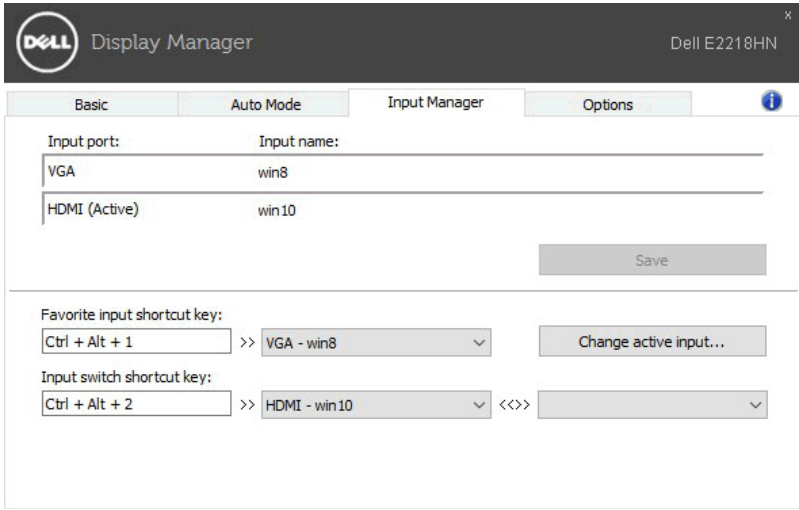 DELL Display Manager
x
Dell E2218HN
Basic Auto Mode Input Manager Options i
Input port: Input name:
VGA win8
HDMI (Active) win10
Save
Favorite input shortcut key:
Ctrl + Alt + 1 >> VGA - win8 Change active input...
Input switch shortcut key:
Ctrl + Alt + 2 >> HDMI - win10 <<>>